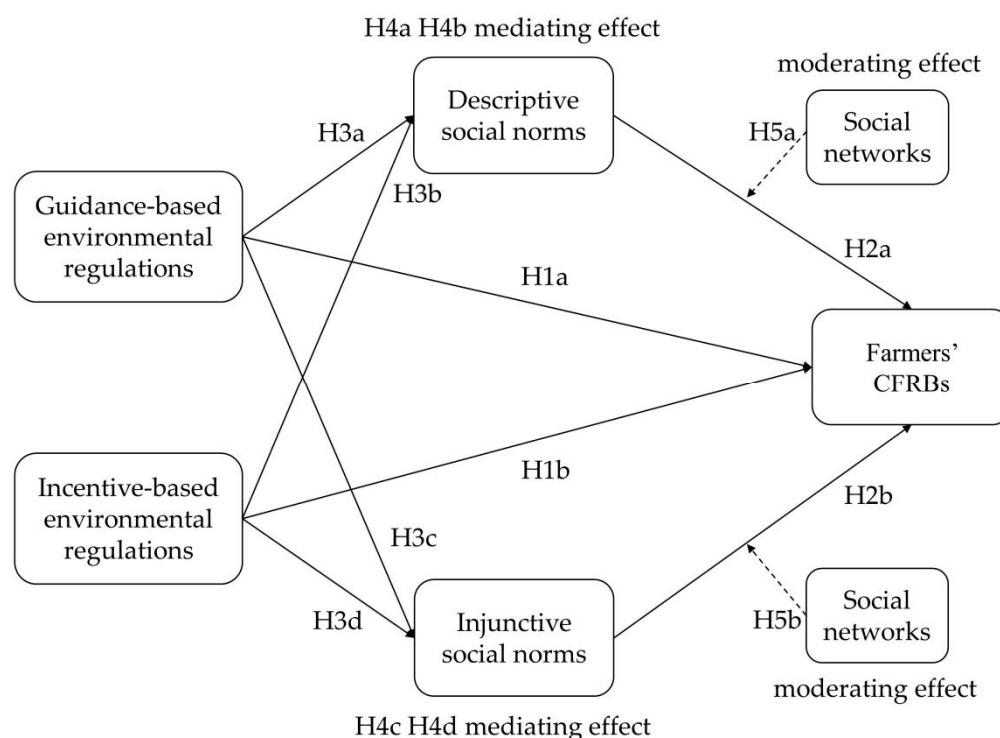 H4a H4b mediating effect
Descriptive
social norms
moderating effect
Social
networks
H5a
H3a
H3b
Guidance-based
environmental
regulations
H2a
H1a
Farmers’
CFRBs
H1b
Incentive-based
environmental
regulations
H2b
H3c
H3d
Injunctive
social norms
Social
networks
H5b
moderating effect
H4c H4d mediating effect